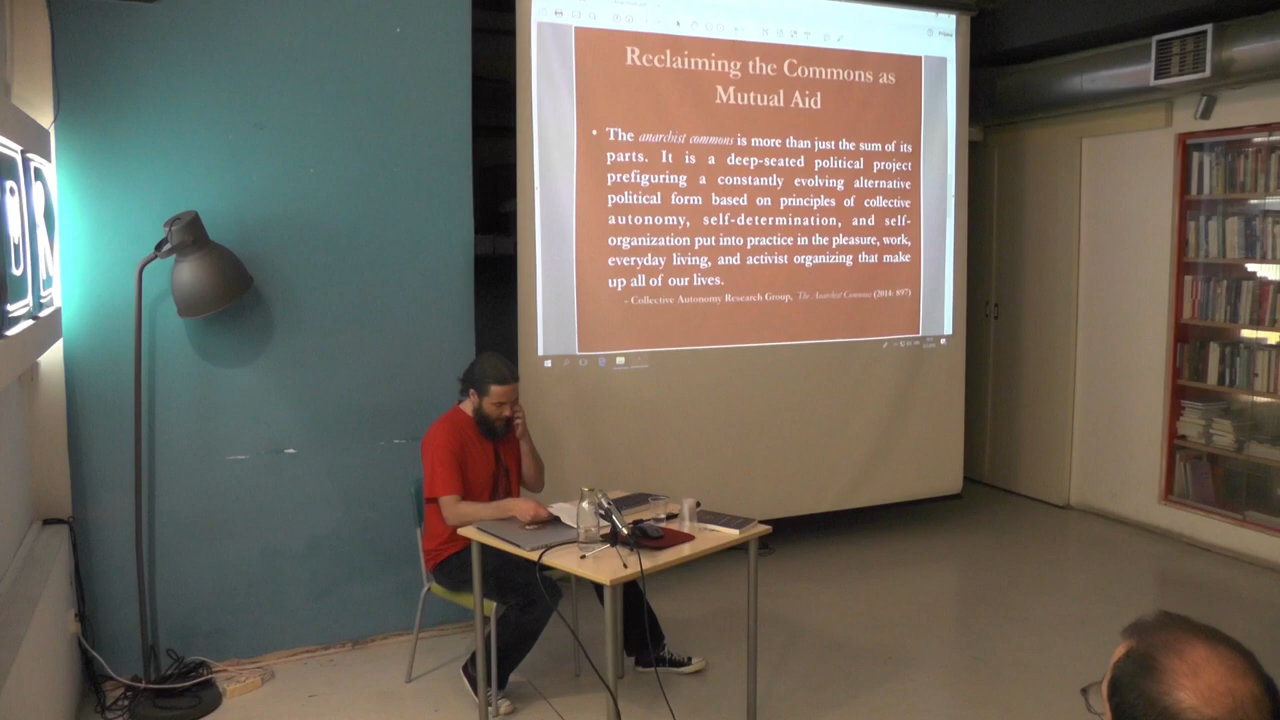 Reclaiming the Commons as
Mutual Aid
• The anarchist commons is more than just the sum of its
parts. It is a deep-seated political project
prefiguring a constantly evolving alternative
political form based on principles of collective
autonomy, self-determination, and self-
organization put into practice in the pleasure, work,
everyday living, and activist organizing that make
up all of our lives.
- Collective Autonomy Research Group, The Anarchist Commons (2014: 897)